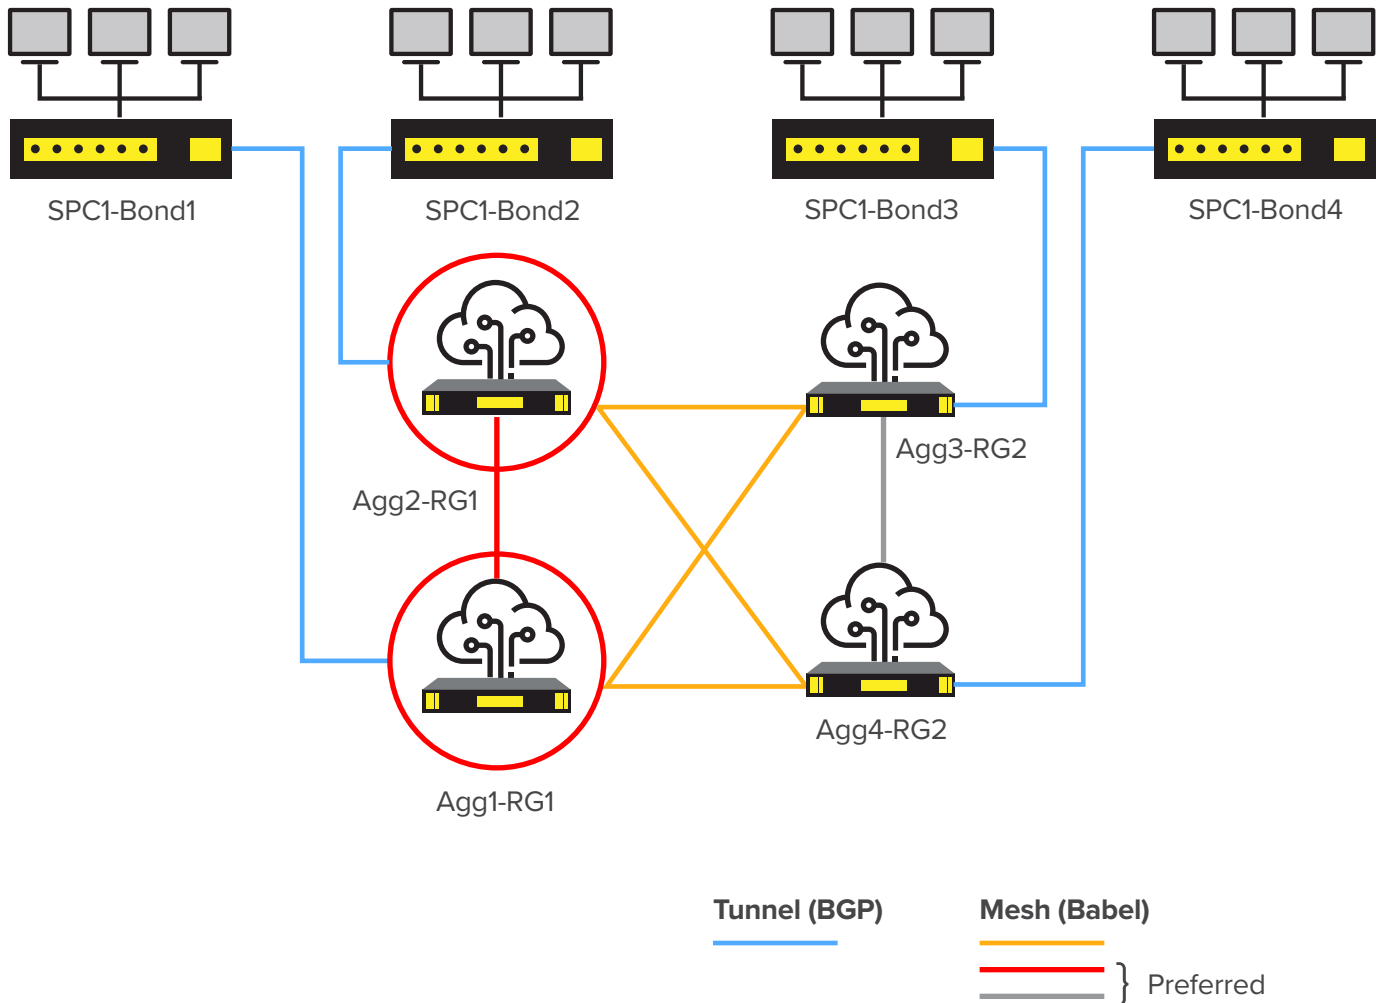 SPC1-Bond1
SPC1-Bond2
SPC1-Bond3
SPC1-Bond4
Agg3-RG2
Agg2-RG1
Agg4-RG2
Agg1-RG1
Tunnel (BGP)
Mesh (Babel)
Preferred